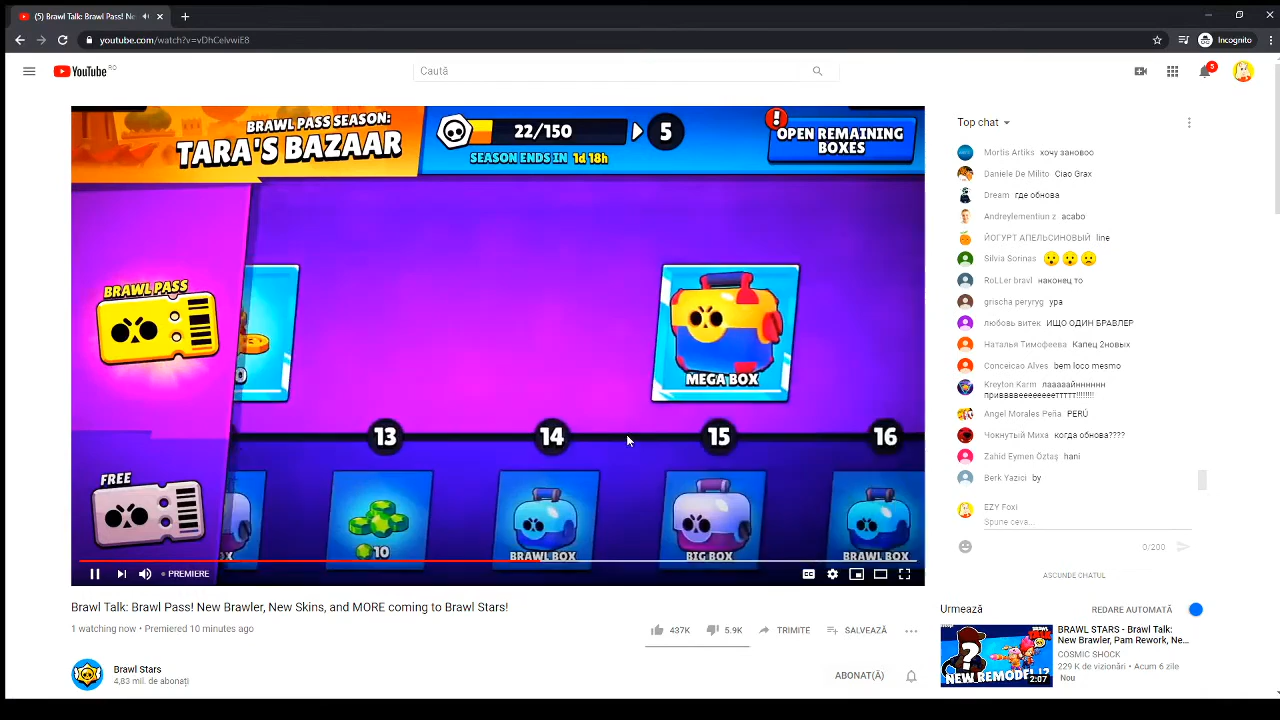 (5) Brawl Talk: Brawl Pass! Ne
youtube.com/watch?v=vDhCelvwiE8
Incognito
YouTube RO
Caută
5
BRAWL PASS SEASON:
TARA'S BAZAAR
22/150
5
SEASON ENDS IN 1d 18h
!
OPEN REMAINING
BOXES
BRAWL PASS
MEGA BOX
13
14
15
16
FREE
10
BRAWL BOX
BIG BOX
BRAWL BOX
PREMIERE
CC
Brawl Talk: Brawl Pass! New Brawler, New Skins, and MORE coming to Brawl Stars!
1 watching now • Premiered 10 minutes ago
437K
5.9K
TRIMITE
SALVEAZĂ
Brawl Stars
4,83 mil. de abonați
ABONAT(Ă)
Top chat
Mortis Artiks хочу зановоо
Daniele De Milito Ciao Grax
Dream где обнова
Andreylementiun z acabo
ЙОГУРТ АПЕЛЬСИНОВЫЙ line
Silvia Sorinas 😮😮🙁
RoLLer bravl наконец то
grischa peryryg ура
любовь витек ИЩО ОДИН БРАВЛЕР
Наталья Тимофеева Капец 2новых
Conceicao Alves bem loco mesmo
Kreyton Karm лаааааайннннннн
Angel Morales Peña PERÚ
Чокнутый Миха когда обнова????
Zahid Eymen Öztaş hani
Berk Yazıcı by
EZY Foxi
Spune ceva...
0/200
ASCUNDE CHATUL
Urmează
REDARE AUTOMATĂ
BRAWL STARS - Brawl Talk:
New Brawler, Pam Rework, Ne...
COSMIC SHOCK
229 K de vizionări • Acum 6 zile
Nou
NEW REMODEL!?
2:07